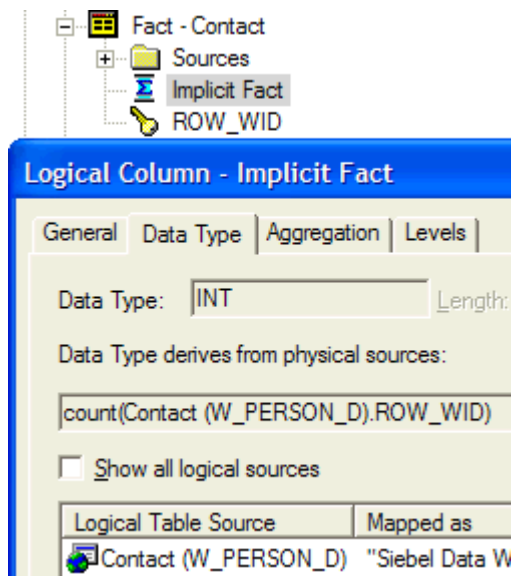 Fact - Contact
Sources
Implicit Fact
ROW_WID
Logical Column - Implicit Fact
General Data Type Aggregation Levels
Data Type: INT Length:
Data Type derives from physical sources:
count(Contact (W_PERSON_D).ROW_WID)
Show all logical sources
Logical Table Source Mapped as
Contact (W_PERSON_D) "Siebel Data W